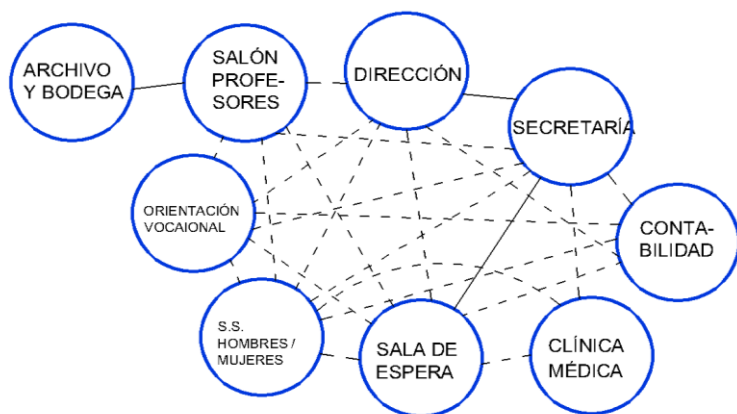 ARCHIVO
Y BODEGA
SALÓN
PROFE-
SORES
DIRECCIÓN
SECRETARÍA
ORIENTACIÓN
VOCAIONAL
CONTA-
BILIDAD
S.S.
HOMBRES /
MUJERES
SALA DE
ESPERA
CLÍNICA
MÉDICA